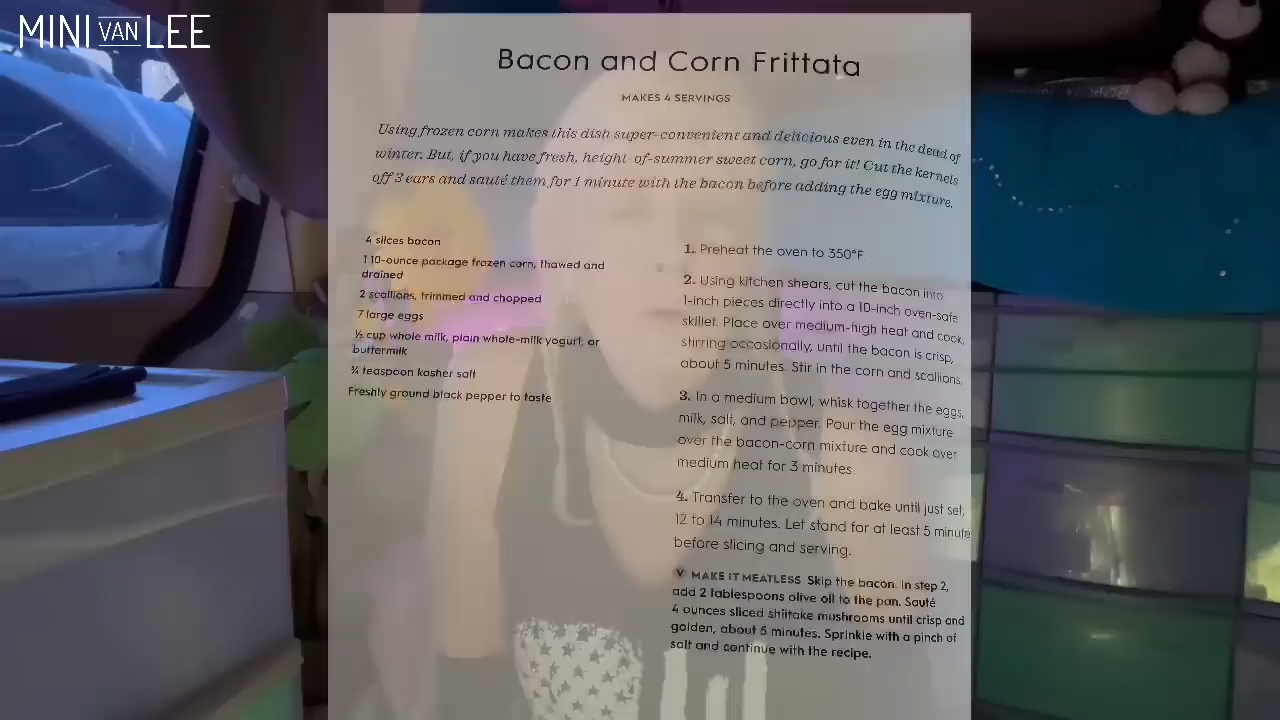 MINI VAN LEE
Bacon and Corn Frittata
MAKES 4 SERVINGS
Using frozen corn makes this dish super-convenient and delicious even in the dead of
winter. But, if you have fresh, height-of-summer sweet corn, go for it! Cut the kernels
off 3 ears and sauté them for 1 minute with the bacon before adding the egg mixture.
4 slices bacon
1 10-ounce package frozen corn, thawed and
drained
2 scallions, trimmed and chopped
7 large eggs
cup whole milk, plain whole-milk yogurt, or
buttermilk
¾ teaspoon kosher salt
Freshly ground black pepper to taste
1. Preheat the oven to 350°F.
2. Using kitchen shears, cut the bacon into
1-inch pieces directly into a 10-inch oven-safe
skillet. Place over medium-high heat and cook,
stirring occasionally, until the bacon is crisp,
about 5 minutes. Stir in the corn and scallions.
3. In a medium bowl, whisk together the eggs,
milk, salt, and pepper. Pour the egg mixture
over the bacon-corn mixture and cook over
medium heat for 3 minutes
4. Transfer to the oven and bake until just set,
12 to 14 minutes. Let stand for at least 5 minute
before slicing and serving.
V MAKE IT MEATLESS Skip the bacon. In step 2,
add 2 tablespoons olive oil to the pan. Sauté
4 ounces sliced shiitake mushrooms until crisp and
golden, about 5 minutes. Sprinkle with a pinch of
salt and continue with the recipe.